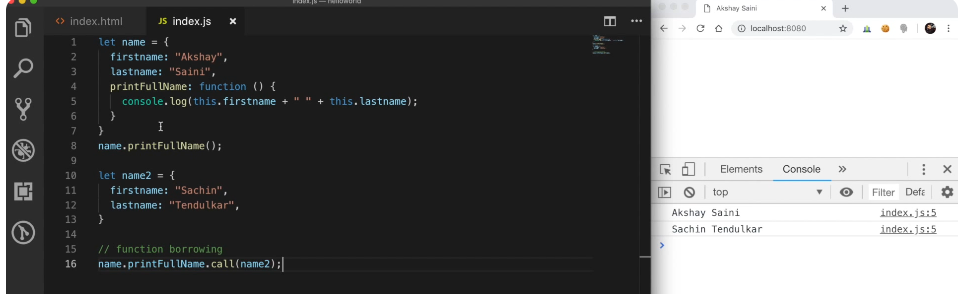 index.js — helloworld
index.html
JS index.js
1 let name = {
2 firstname: "Akshay",
3 lastname: "Saini",
4 printFullName: function () {
5 console.log(this.firstname + " " + this.lastname);
6 }
7 }
8 name.printFullName();
9
10 let name2 = {
11 firstname: "Sachin",
12 lastname: "Tendulkar",
13 }
14
15 // function borrowing
16 name.printFullName.call(name2);
Akshay Saini
localhost:8080
Elements Console
top Filter Defa
Akshay Saini index.js:5
Sachin Tendulkar index.js:5